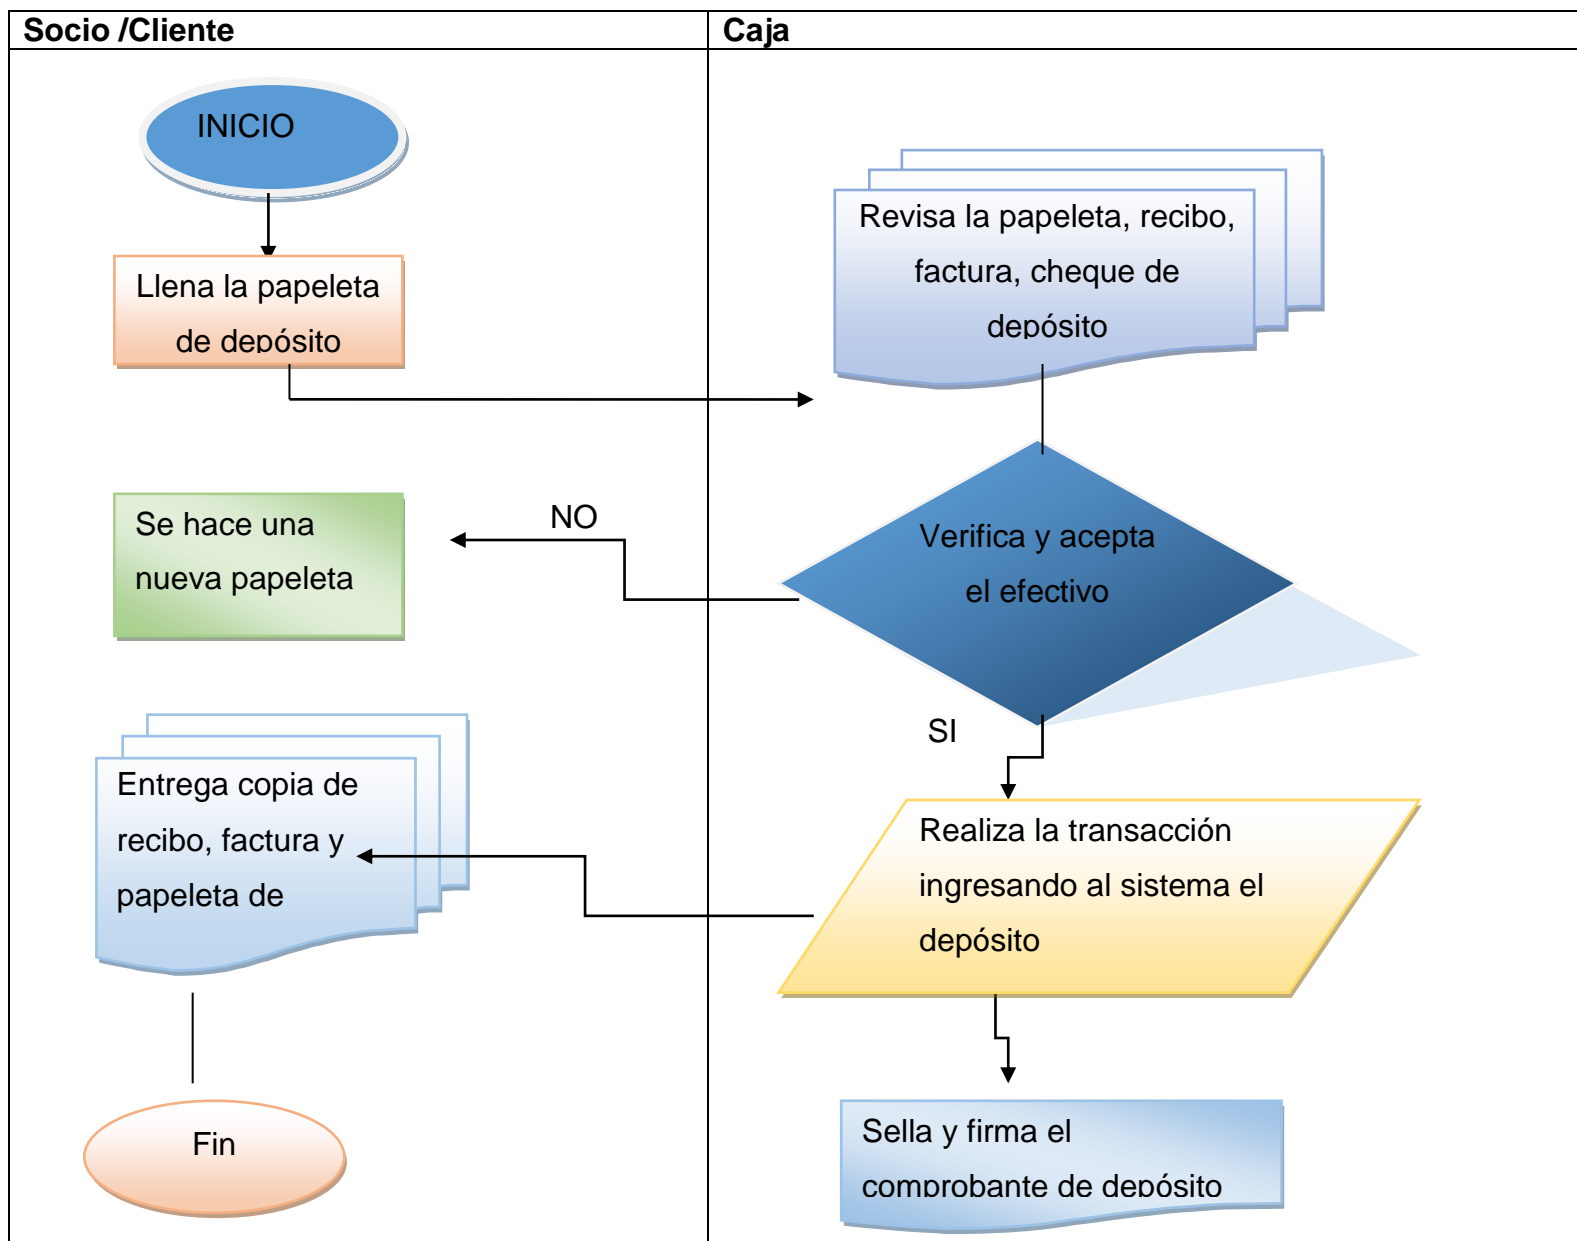 Socio /Cliente
Caja
INICIO
Llena la papeleta
de depósito
Revisa la papeleta, recibo,
factura, cheque de
depósito
Verifica y acepta
el efectivo
NO
Se hace una
nueva papeleta
SI
Realiza la transacción
ingresando al sistema el
depósito
Entrega copia de
recibo, factura y
papeleta de
Sella y firma el
comprobante de depósito
Fin